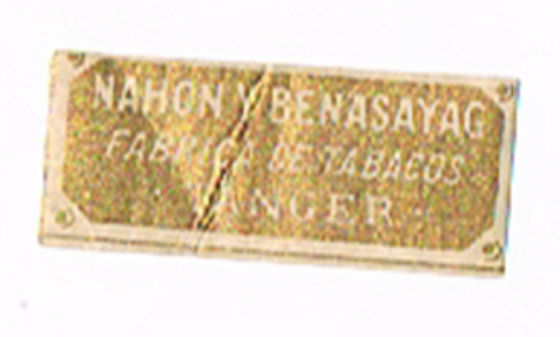 NAHON Y BENASAYAG
FABRICA DE TABACOS
TANGER